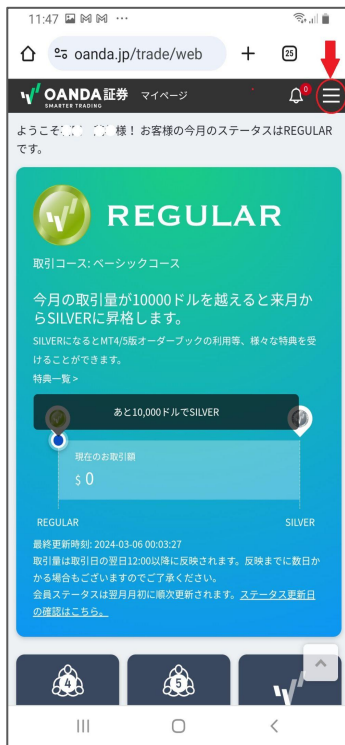 11:47
oanda.jp/trade/web
25
OANDA証券 マイページ
SMARTER TRADING
0
ようこそ 様！お客様の今月のステータスはREGULAR
です。
REGULAR
取引コース: ベーシックコース
今月の取引量が10000ドルを越えると来月か
らSILVERに昇格します。
SILVERになるとMT4/5版オーダーブックの利用等、様々な特典を受
けることができます。
特典一覧 >
あと10,000ドルでSILVER
現在のお取引額
$ 0
REGULAR SILVER
最終更新時刻: 2024-03-06 00:03:27
取引量は取引日の翌日12:00以降に反映されます。反映までに数日か
かる場合もございますのでご了承ください。
会員ステータスは翌月月初に順次更新されます。ステータス更新日
の確認はこちら。
4 5